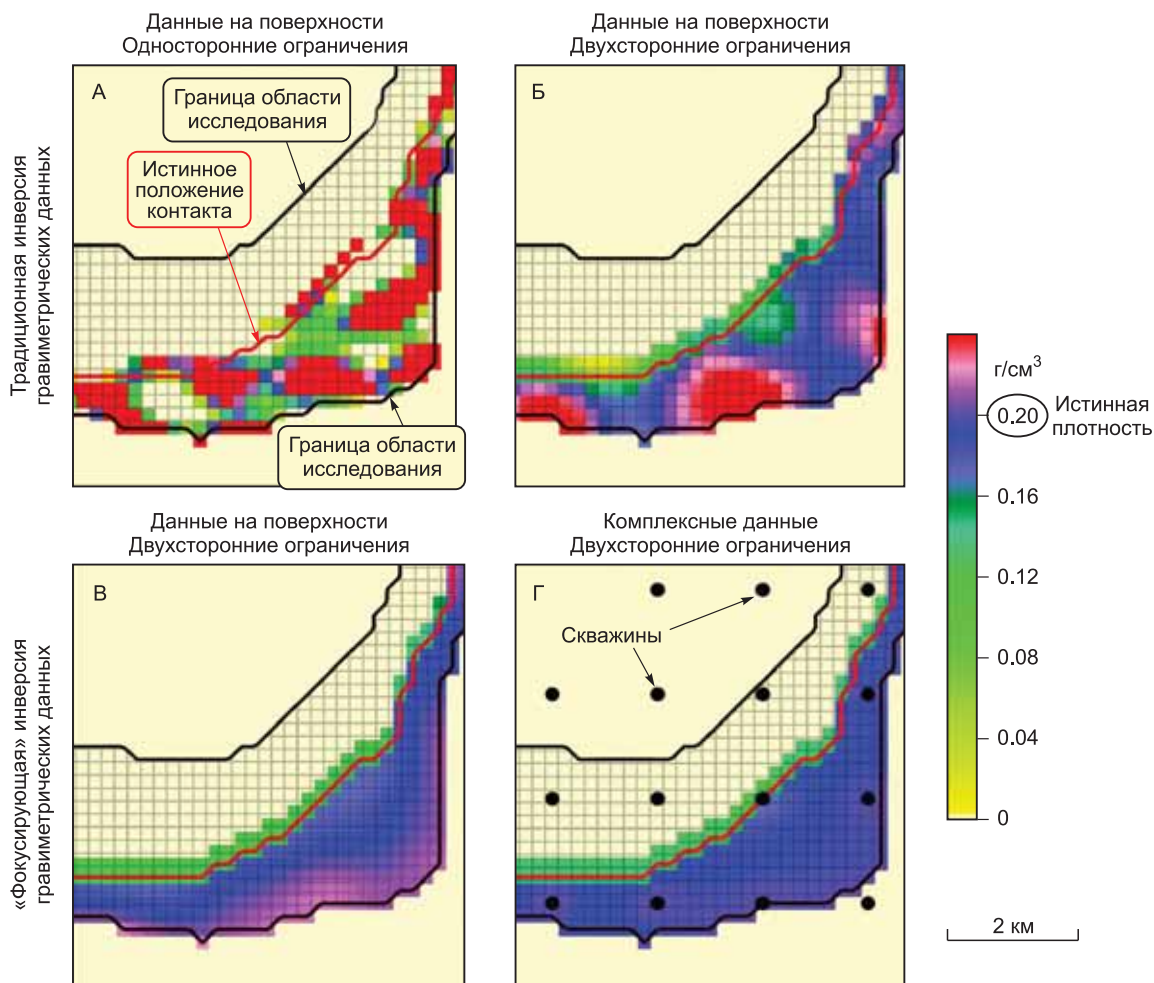 Данные на поверхности
Односторонние ограничения
Данные на поверхности
Двухсторонние ограничения
Традиционная инверсия
гравиметрических данных
А
Граница области
исследования
Истинное
положение
контакта
Граница области
исследования
Б
г/см³
0.20
Истинная
плотность
0.16
0.12
0.08
0.04
0
2 км
Данные на поверхности
Двухсторонние ограничения
Комплексные данные
Двухсторонние ограничения
«Фокусирующая» инверсия
гравиметрических данных
В
Г
Скважины